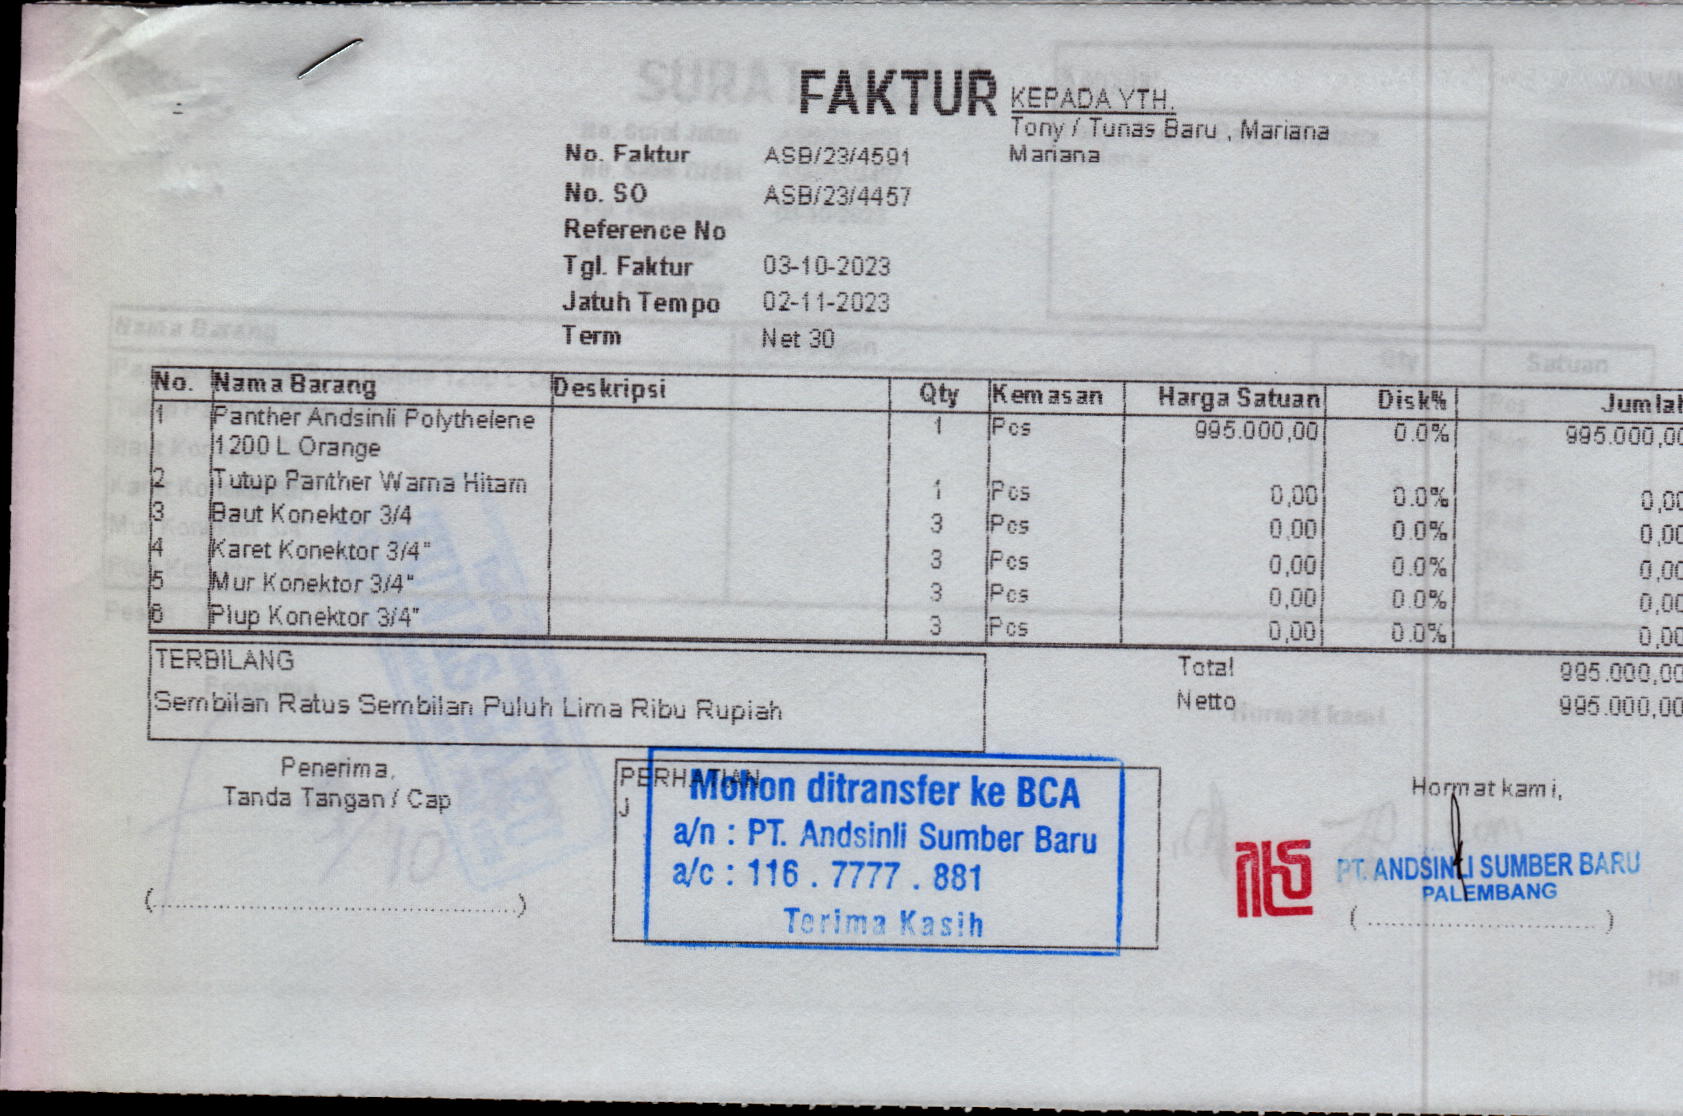 FAKTUR
KEPADA YTH.
Tony / Tunas Baru , Mariana
Mariana
No. Faktur ASB/23/4591
No. SO ASB/23/4457
Reference No
Tgl. Faktur 03-10-2023
Jatuh Tempo 02-11-2023
Term Net 30
No. Nama Barang Deskripsi Qty Kemasan Harga Satuan Disk% Jumlah
1 Panther Andsinli Polythelene 1 Pcs 995.000,00 0.0% 995.000,00
1200 L Orange
2 Tutup Panther Warna Hitam 1 Pcs 0,00 0.0% 0,00
3 Baut Konektor 3/4 3 Pcs 0,00 0.0% 0,00
4 Karet Konektor 3/4" 3 Pcs 0,00 0.0% 0,00
5 Mur Konektor 3/4" 3 Pcs 0,00 0.0% 0,00
6 Plup Konektor 3/4" 3 Pcs 0,00 0.0% 0,00
TERBILANG
Sembilan Ratus Sembilan Puluh Lima Ribu Rupiah
Total 995.000,00
Netto 995.000,00
Penerima,
Tanda Tangan / Cap
(..........................................)
PERHATIAN
J
Mohon ditransfer ke BCA
a/n : PT. Andsinli Sumber Baru
a/c : 116 . 7777 . 881
Terima Kasih
Hormat kami,
PT. ANDSINLI SUMBER BARU
PALEMBANG
(..............................)